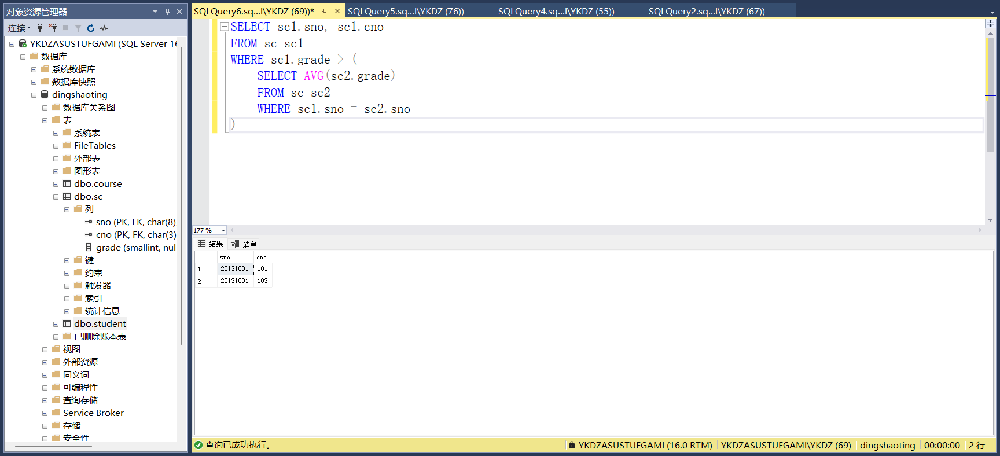 对象资源管理器
连接
YKDZASUSTUFGAMI (SQL Server 16
数据库
系统数据库
数据库快照
dingshaoting
数据库关系图
表
系统表
FileTables
外部表
图形表
dbo.course
dbo.sc
列
sno (PK, FK, char(8)
cno (PK, FK, char(3)
grade (smallint, nul
键
约束
触发器
索引
统计信息
dbo.student
已删除账本表
视图
外部资源
同义词
可编程性
查询存储
Service Broker
存储
安全性
SQLQuery6.sq...I\YKDZ (69))* SQLQuery5.sq...I\YKDZ (76)) SQLQuery4.sq...I\YKDZ (55)) SQLQuery2.sq...I\YKDZ (67))
SELECT sc1.sno, sc1.cno
FROM sc sc1
WHERE sc1.grade > (
SELECT AVG(sc2.grade)
FROM sc sc2
WHERE sc1.sno = sc2.sno
)
177 %
结果 消息
sno cno
1 20131001 101
2 20131001 103
查询已成功执行。 YKDZASUSTUFGAMI (16.0 RTM) YKDZASUSTUFGAMI\YKDZ (69) dingshaoting 00:00:00 2 行